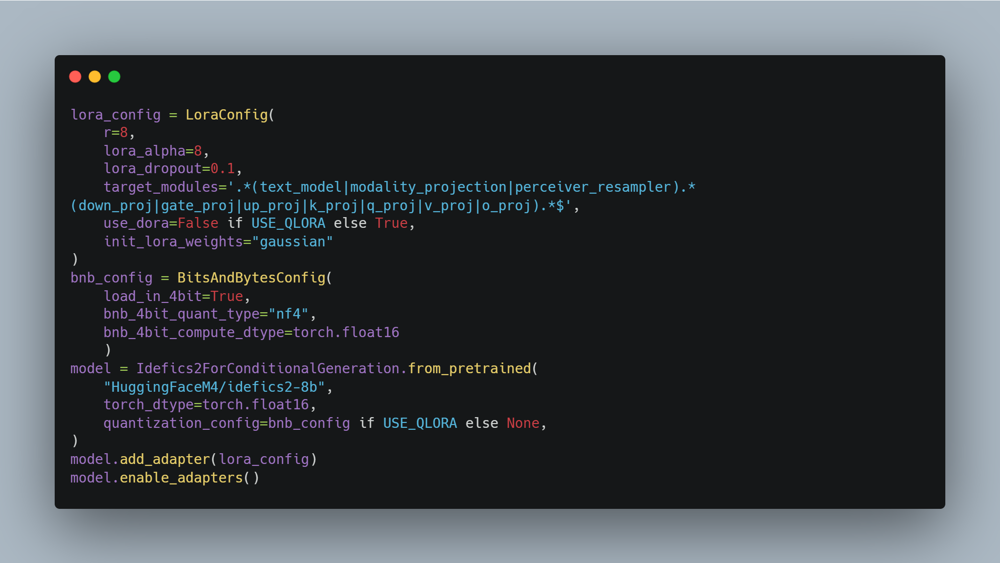 lora_config = LoraConfig(
    r=8,
    lora_alpha=8,
    lora_dropout=0.1,
    target_modules='.*(text_model|modality_projection|perceiver_resampler).*
(down_proj|gate_proj|up_proj|k_proj|q_proj|v_proj|o_proj).*$',
    use_dora=False if USE_QLORA else True,
    init_lora_weights="gaussian"
)
bnb_config = BitsAndBytesConfig(
    load_in_4bit=True,
    bnb_4bit_quant_type="nf4",
    bnb_4bit_compute_dtype=torch.float16
    )
model = Idefics2ForConditionalGeneration.from_pretrained(
    "HuggingFaceM4/idefics2-8b",
    torch_dtype=torch.float16,
    quantization_config=bnb_config if USE_QLORA else None,
)
model.add_adapter(lora_config)
model.enable_adapters()